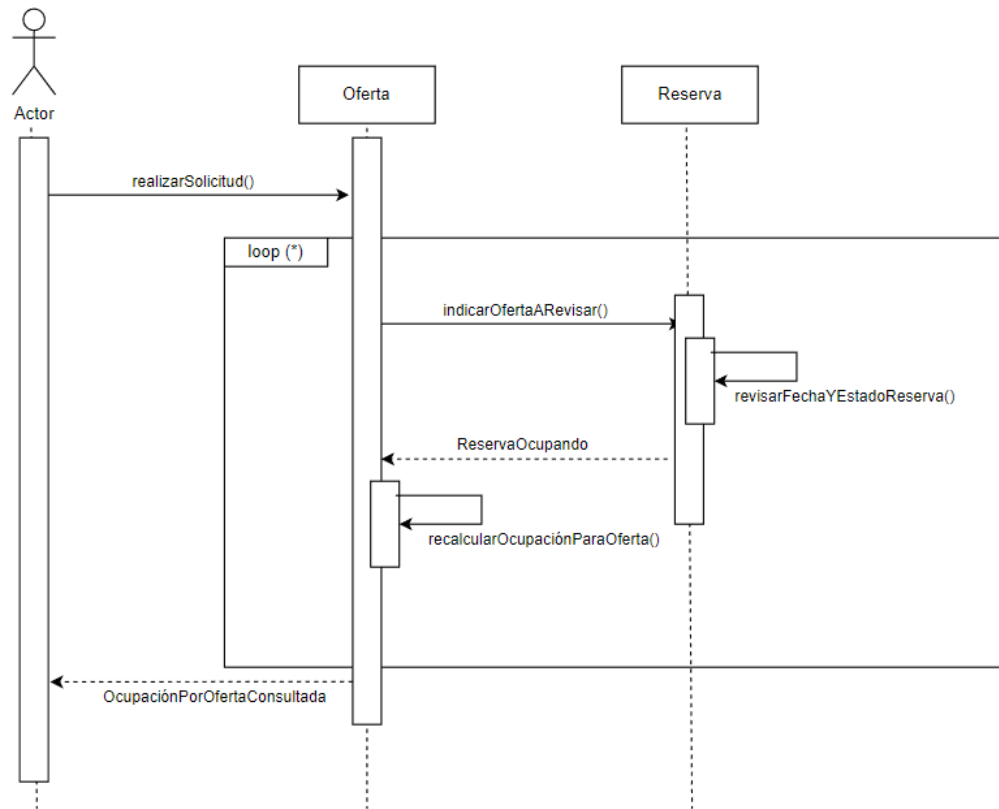 Actor
Oferta
Reserva
realizarSolicitud()
loop (*)
indicarOfertaARevisar()
revisarFechaYEstadoReserva()
ReservaOcupando
recalcularOcupaciónParaOferta()
OcupaciónPorOfertaConsultada